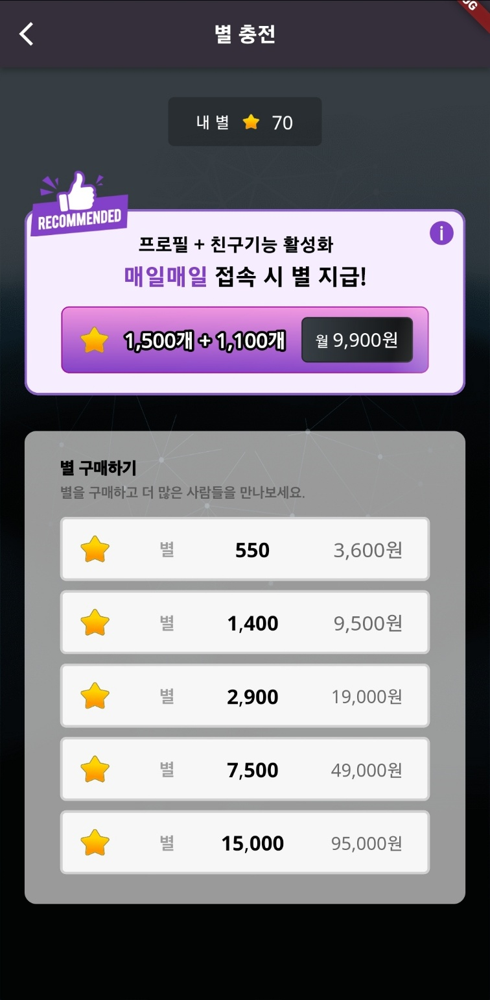 별 충전
내 별 70
RECOMMENDED
프로필 + 친구기능 활성화
매일매일 접속 시 별 지급!
1,500개 + 1,100개 월 9,900원
별 구매하기
별을 구매하고 더 많은 사람들을 만나보세요.
별 550 3,600원
별 1,400 9,500원
별 2,900 19,000원
별 7,500 49,000원
별 15,000 95,000원